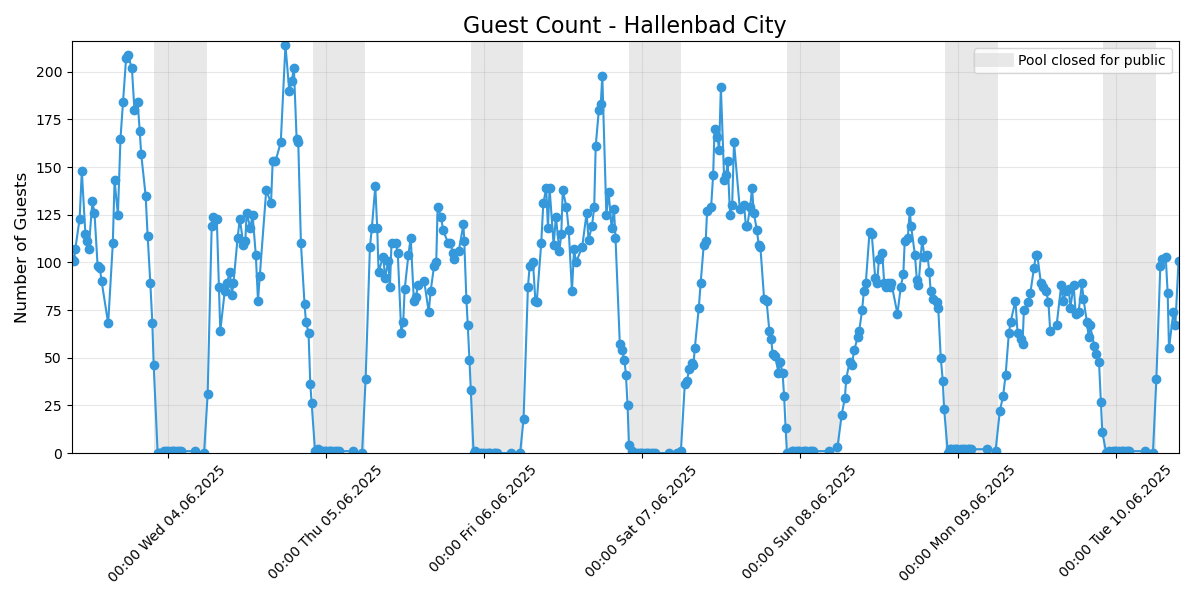 Guest Count - Hallenbad City
Pool closed for public
Number of Guests
200
175
150
125
100
75
50
25
0
00:00 Wed 04.06.2025
00:00 Thu 05.06.2025
00:00 Fri 06.06.2025
00:00 Sat 07.06.2025
00:00 Sun 08.06.2025
00:00 Mon 09.06.2025
00:00 Tue 10.06.2025